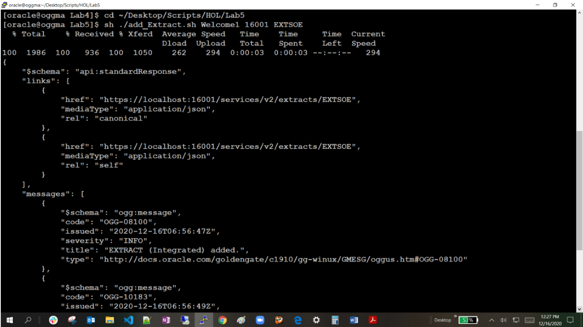 oracle@oggma:~/Desktop/Scripts/HOL/Lab5
[oracle@oggma Lab4]$ cd ~/Desktop/Scripts/HOL/Lab5
[oracle@oggma Lab5]$ sh ./add_Extract.sh Welcome1 16001 EXTSOE
% Total % Received % Xferd Average Speed Time Time Time Current
Dload Upload Total Spent Left Speed
100 1986 100 936 100 1050 262 294 0:00:03 0:00:03 --:--:-- 294
{
"$schema": "api:standardResponse",
"links": [
{
"href": "https://localhost:16001/services/v2/extracts/EXTSOE",
"mediaType": "application/json",
"rel": "canonical"
},
{
"href": "https://localhost:16001/services/v2/extracts/EXTSOE",
"mediaType": "application/json",
"rel": "self"
}
],
"messages": [
{
"$schema": "ogg:message",
"code": "OGG-08100",
"issued": "2020-12-16T06:56:47Z",
"severity": "INFO",
"title": "EXTRACT (Integrated) added.",
"type": "http://docs.oracle.com/goldengate/c1910/gg-winux/GMESG/oggus.htm#OGG-08100"
},
{
"$schema": "ogg:message",
"code": "OGG-10183",
"issued": "2020-12-16T06:56:49Z",
Desktop
12:27 PM
12/16/2020